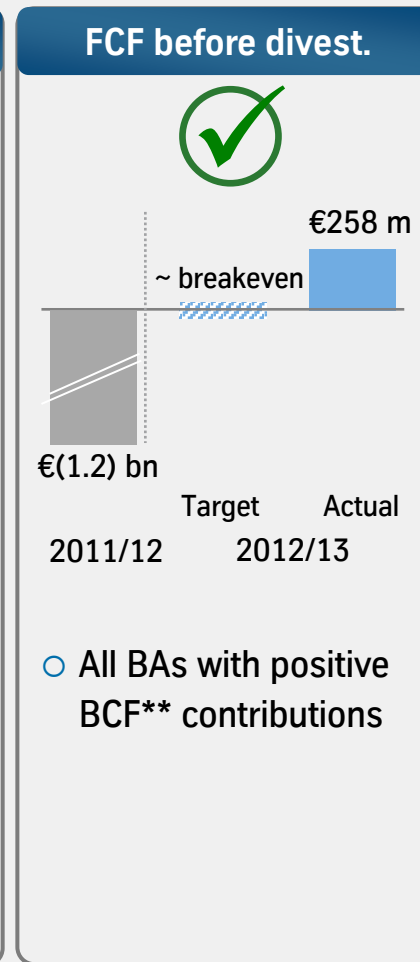 FCF before divest.
€258 m
~ breakeven
€(1.2) bn
Target Actual
2011/12 2012/13
All BAs with positive
BCF** contributions